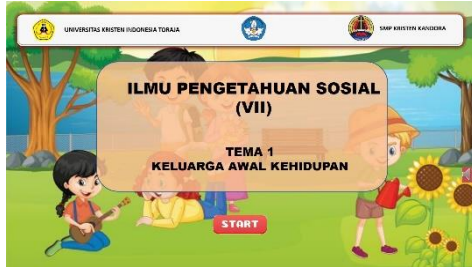 UNIVERSITAS KRISTEN INDONESIA TORAJA
SMP KRISTEN KANDORA
ILMU PENGETAHUAN SOSIAL
(VII)
TEMA 1
KELUARGA AWAL KEHIDUPAN
START